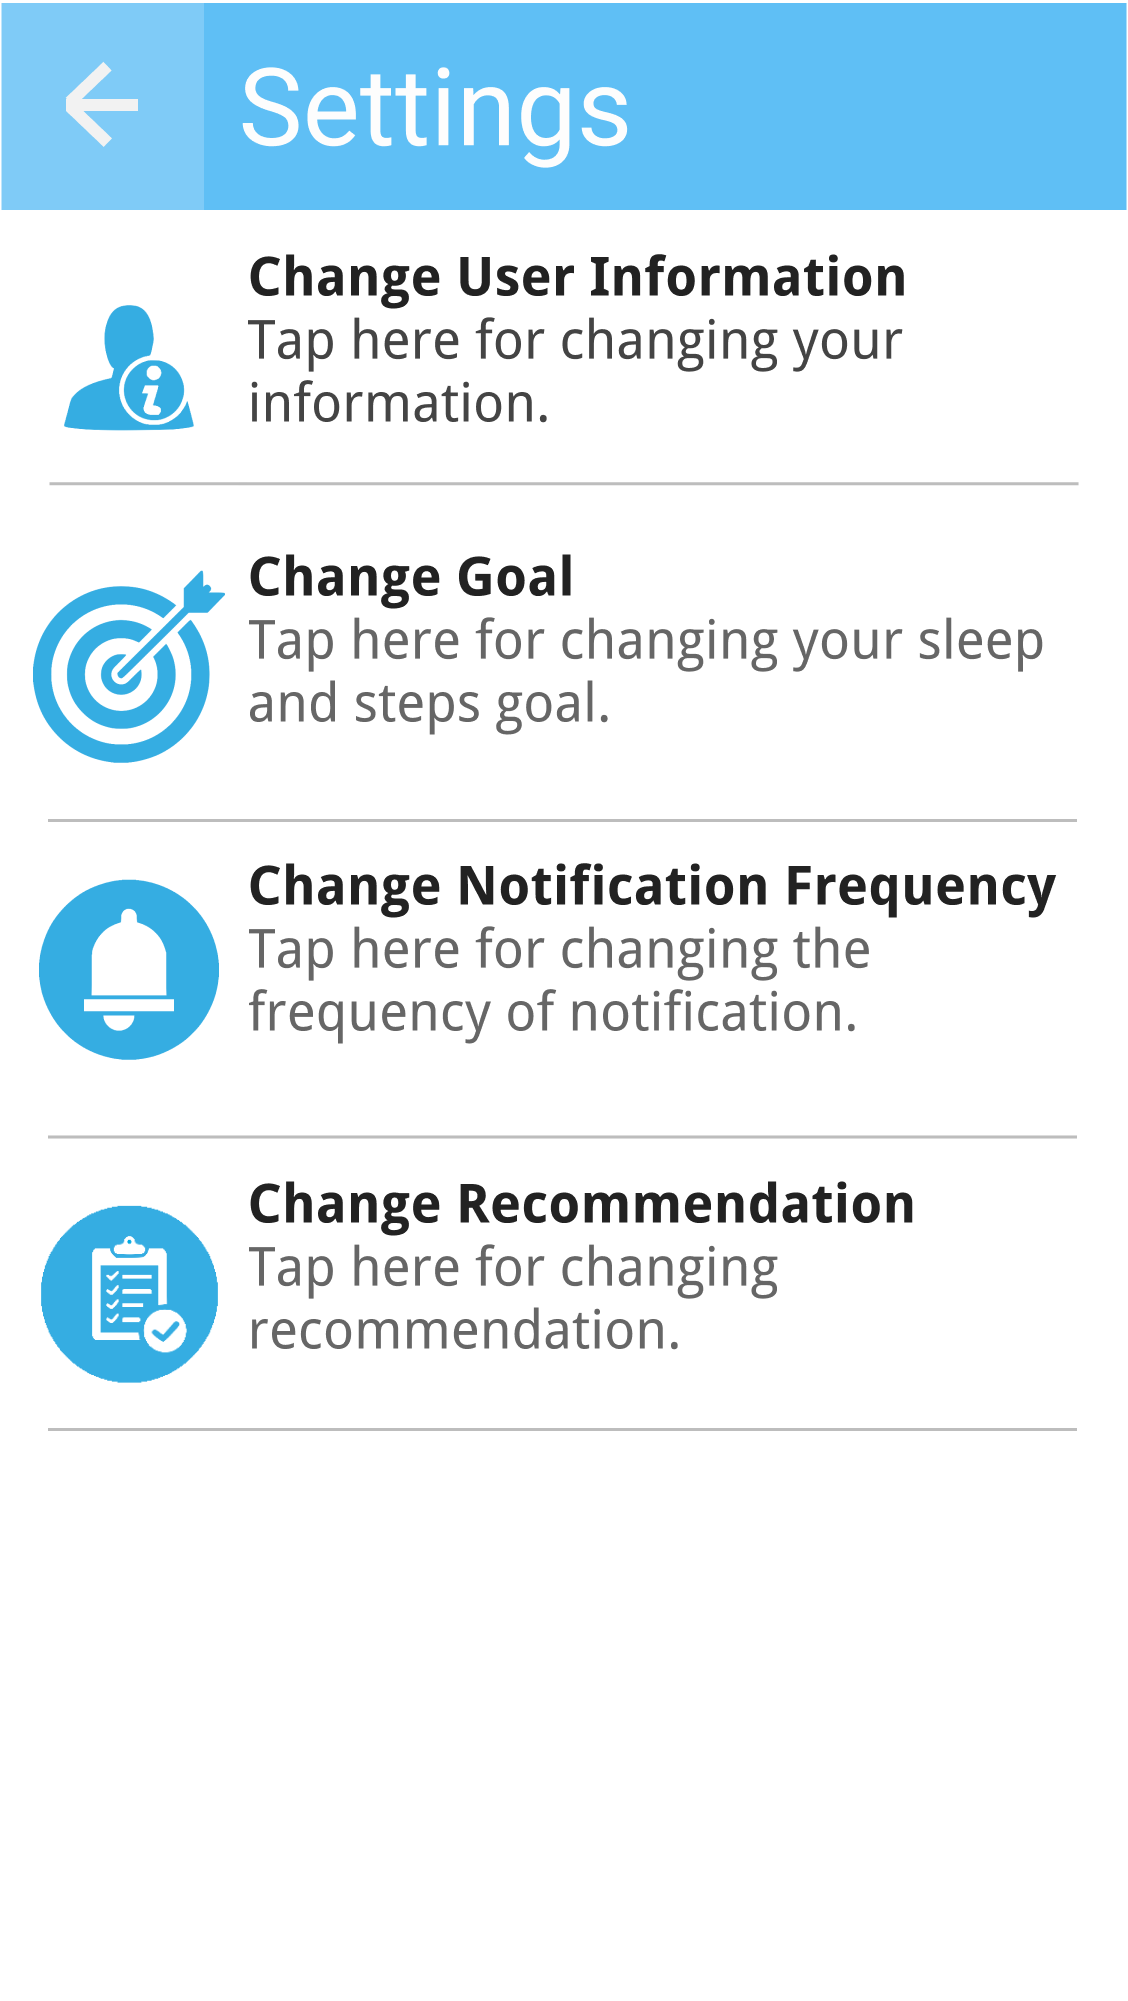 Settings
Change User Information
Tap here for changing your
information.
Change Goal
Tap here for changing your sleep
and steps goal.
Change Notification Frequency
Tap here for changing the
frequency of notification.
Change Recommendation
Tap here for changing
recommendation.